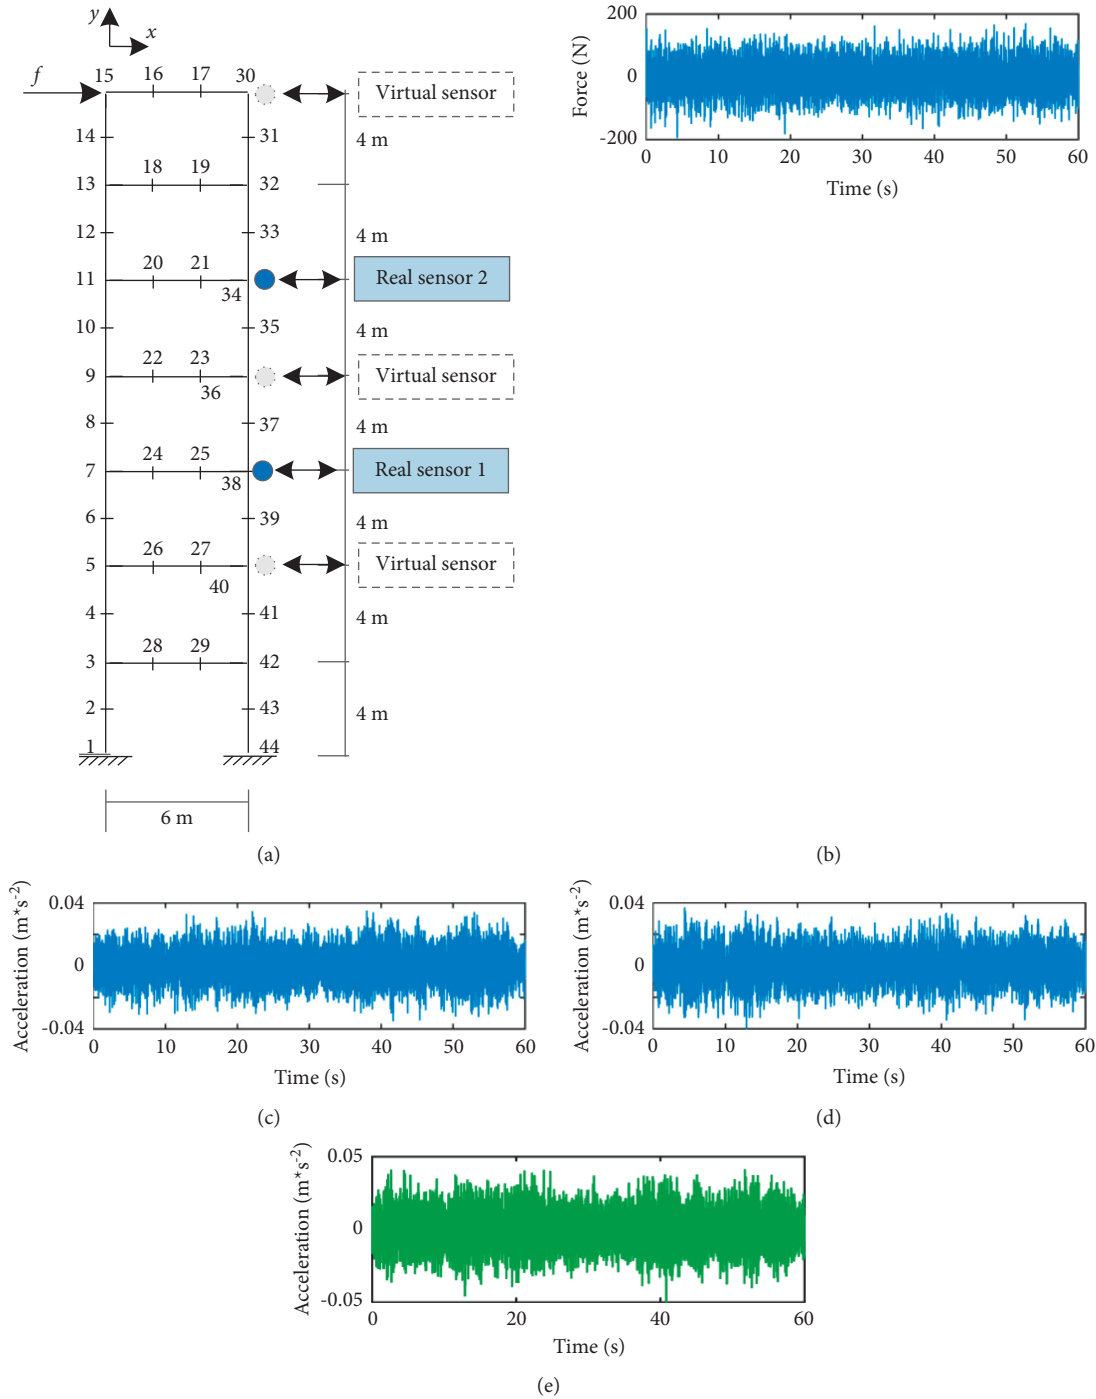 y
x
f
15 16 17 30
Virtual sensor
14 31
4 m
18 19
13 32
12 33
4 m
20 21
11
Real sensor 2
34
10 35
4 m
22 23
9
Virtual sensor
36
8 37
4 m
24 25
7
Real sensor 1
38
6 39
4 m
26 27
5
Virtual sensor
40
4 41
4 m
28 29
3 42
2 43
4 m
1 44
6 m
(a)
200
0
-200
Force (N)
0 10 20 30 40 50 60
Time (s)
(b)
0.04
0
-0.04
Acceleration (m*s-2)
0 10 20 30 40 50 60
Time (s)
(c)
0.04
0
-0.04
Acceleration (m*s-2)
0 10 20 30 40 50 60
Time (s)
(d)
0.05
0
-0.05
Acceleration (m*s-2)
0 20 40 60
Time (s)
(e)